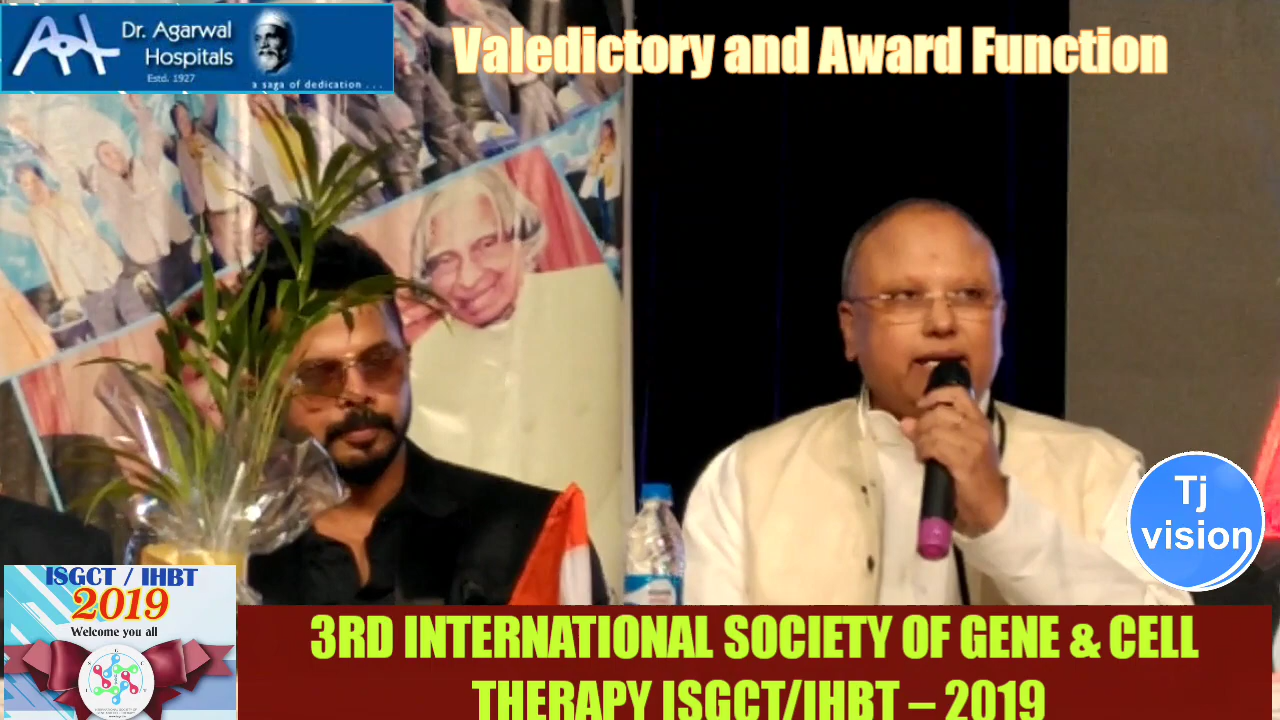 Dr. Agarwal
Hospitals
Estd. 1927
a saga of dedication . . .
Valedictory and Award Function
Tj
vision
ISGCT / IHBT
2019
Welcome you all
3RD INTERNATIONAL SOCIETY OF GENE & CELL
THERAPY ISGCT/IHBT – 2019